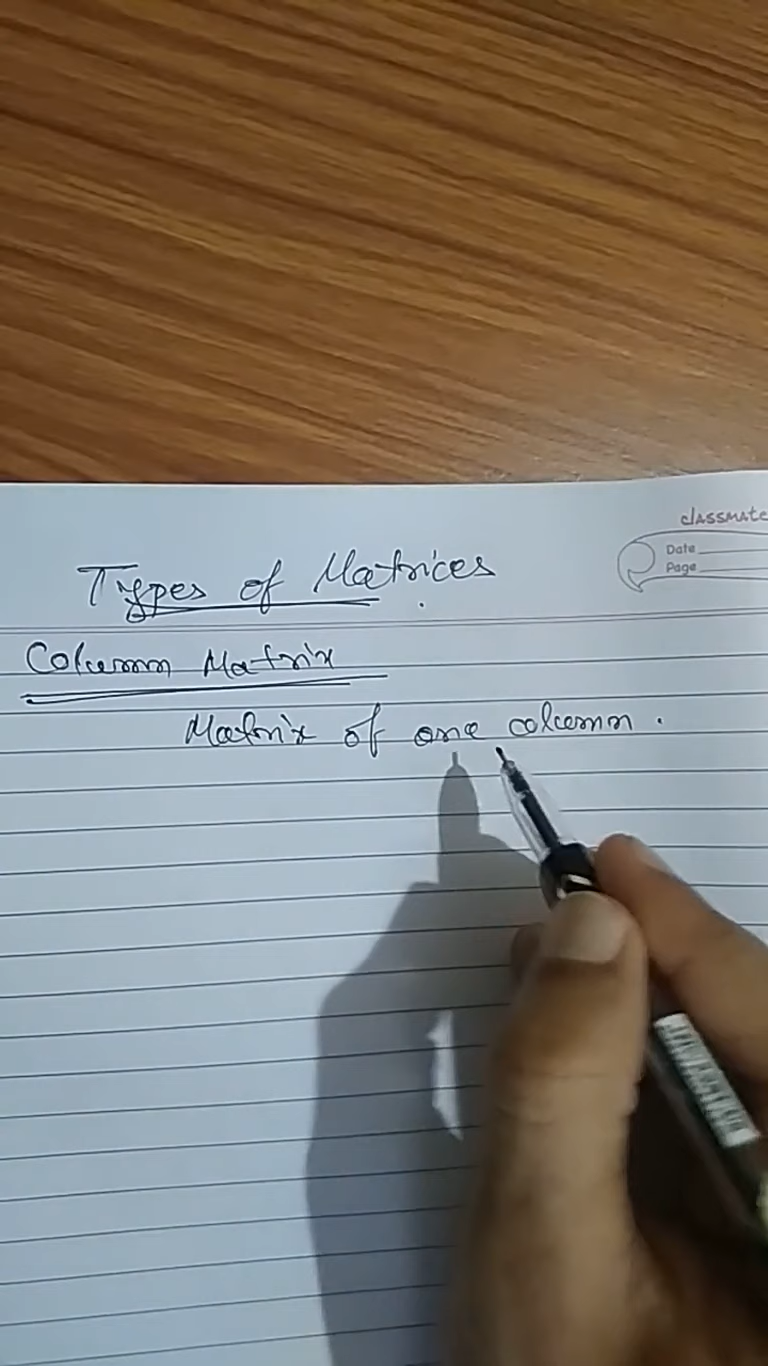 classmate
Date
Page
Types of Matrices
Column Matrix
Matrix of one column.